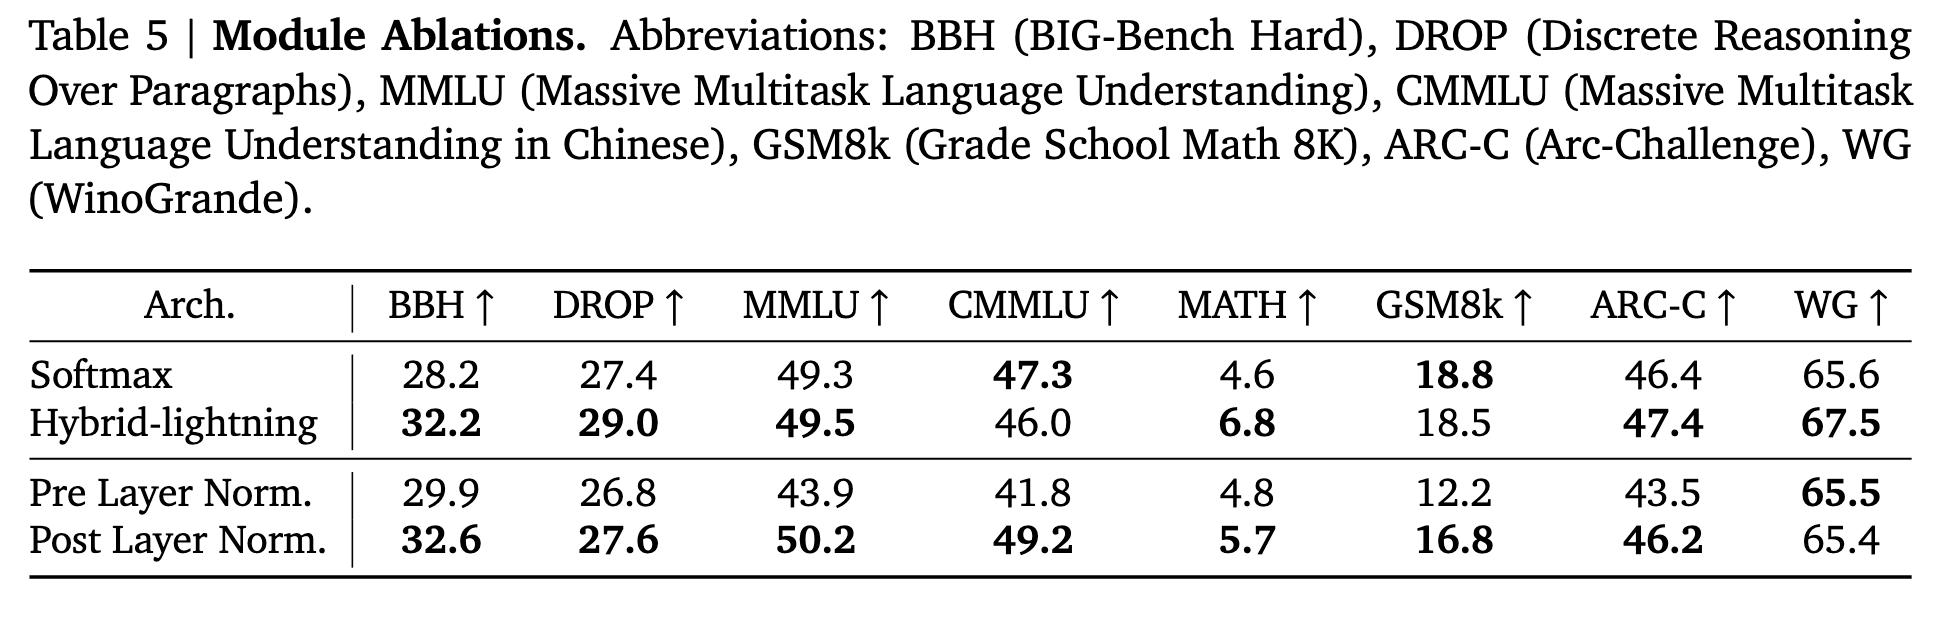 Table 5 | Module Ablations. Abbreviations: BBH (BIG-Bench Hard), DROP (Discrete Reasoning
Over Paragraphs), MMLU (Massive Multitask Language Understanding), CMMLU (Massive Multitask
Language Understanding in Chinese), GSM8k (Grade School Math 8K), ARC-C (Arc-Challenge), WG
(WinoGrande).
Arch. BBH ↑ DROP ↑ MMLU ↑ CMMLU ↑ MATH ↑ GSM8k ↑ ARC-C ↑ WG ↑
Softmax 28.2 27.4 49.3 47.3 4.6 18.8 46.4 65.6
Hybrid-lightning 32.2 29.0 49.5 46.0 6.8 18.5 47.4 67.5
Pre Layer Norm. 29.9 26.8 43.9 41.8 4.8 12.2 43.5 65.5
Post Layer Norm. 32.6 27.6 50.2 49.2 5.7 16.8 46.2 65.4